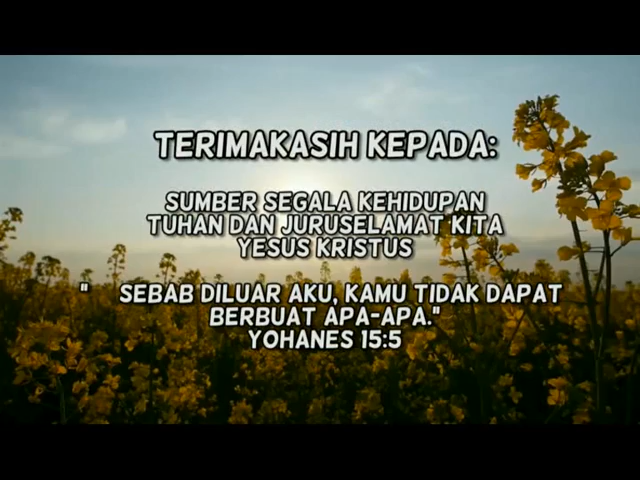 TERIMAKASIH KEPADA:
SUMBER SEGALA KEHIDUPAN
TUHAN DAN JURUSELAMAT KITA
YESUS KRISTUS
" SEBAB DILUAR AKU, KAMU TIDAK DAPAT
BERBUAT APA-APA."
YOHANES 15:5